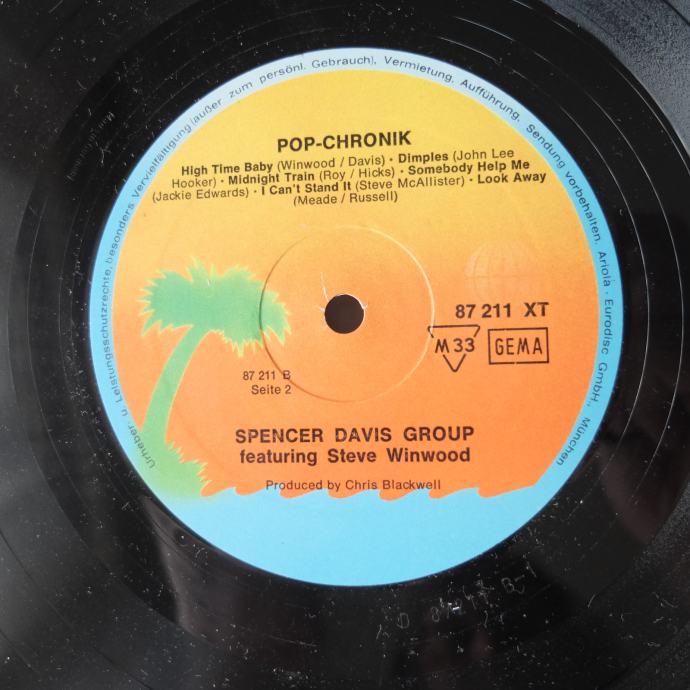 Urheber u Leistungsschutzrechte, besonders Vervielfältigung (außer zum persönl. Gebrauch), Vermietung, Aufführung, Sendung vorbehalten. Ariola · Eurodisc GmbH., München
POP-CHRONIK
High Time Baby (Winwood / Davis) · Dimples (John Lee
Hooker) · Midnight Train (Roy / Hicks) · Somebody Help Me
(Jackie Edwards) · I Can't Stand It (Steve McAllister) · Look Away
(Meade / Russell)
87 211 XT
M 33 GEMA
87 211 B
Seite 2
SPENCER DAVIS GROUP
featuring Steve Winwood
Produced by Chris Blackwell